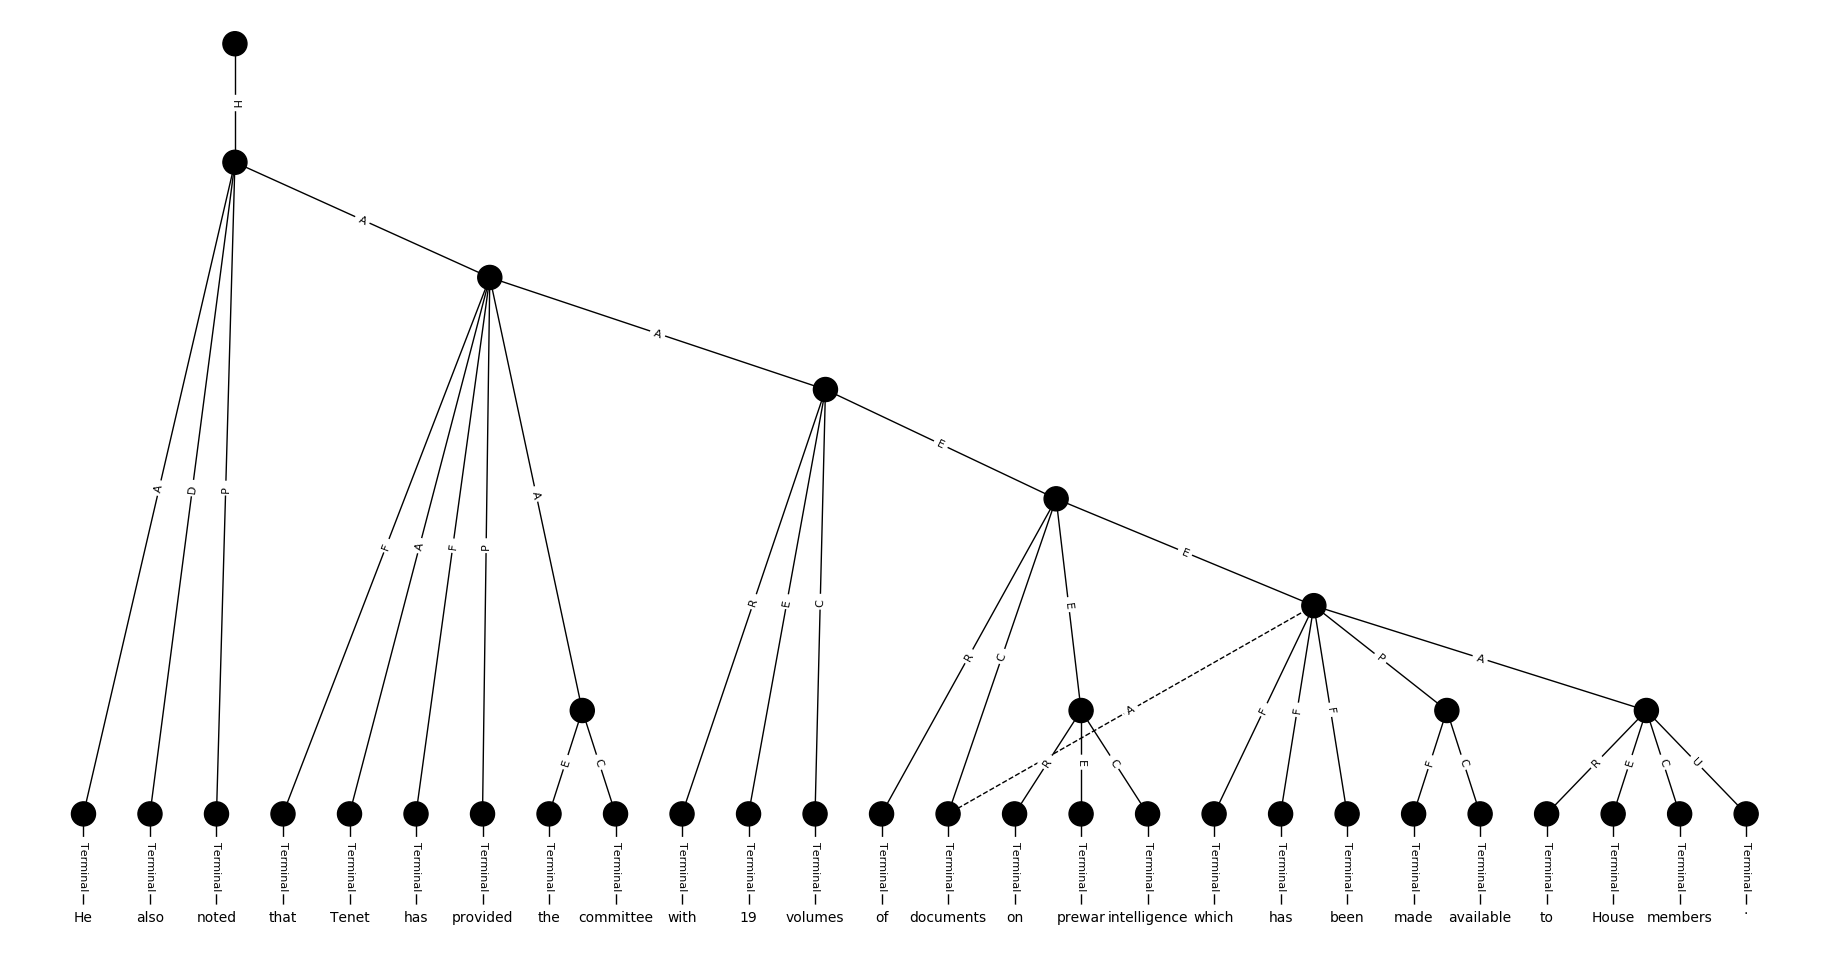 H
A
A
A D P
F A F P A
E
R E C
E
R C E
A
F F F P A
E C
R E C
F C
R E C U
Terminal Terminal Terminal Terminal Terminal Terminal Terminal Terminal Terminal Terminal Terminal Terminal Terminal Terminal Terminal Terminal Terminal Terminal Terminal Terminal Terminal Terminal Terminal Terminal Terminal Terminal
He also noted that Tenet has provided the committee with 19 volumes of documents on prewar intelligence which has been made available to House members .